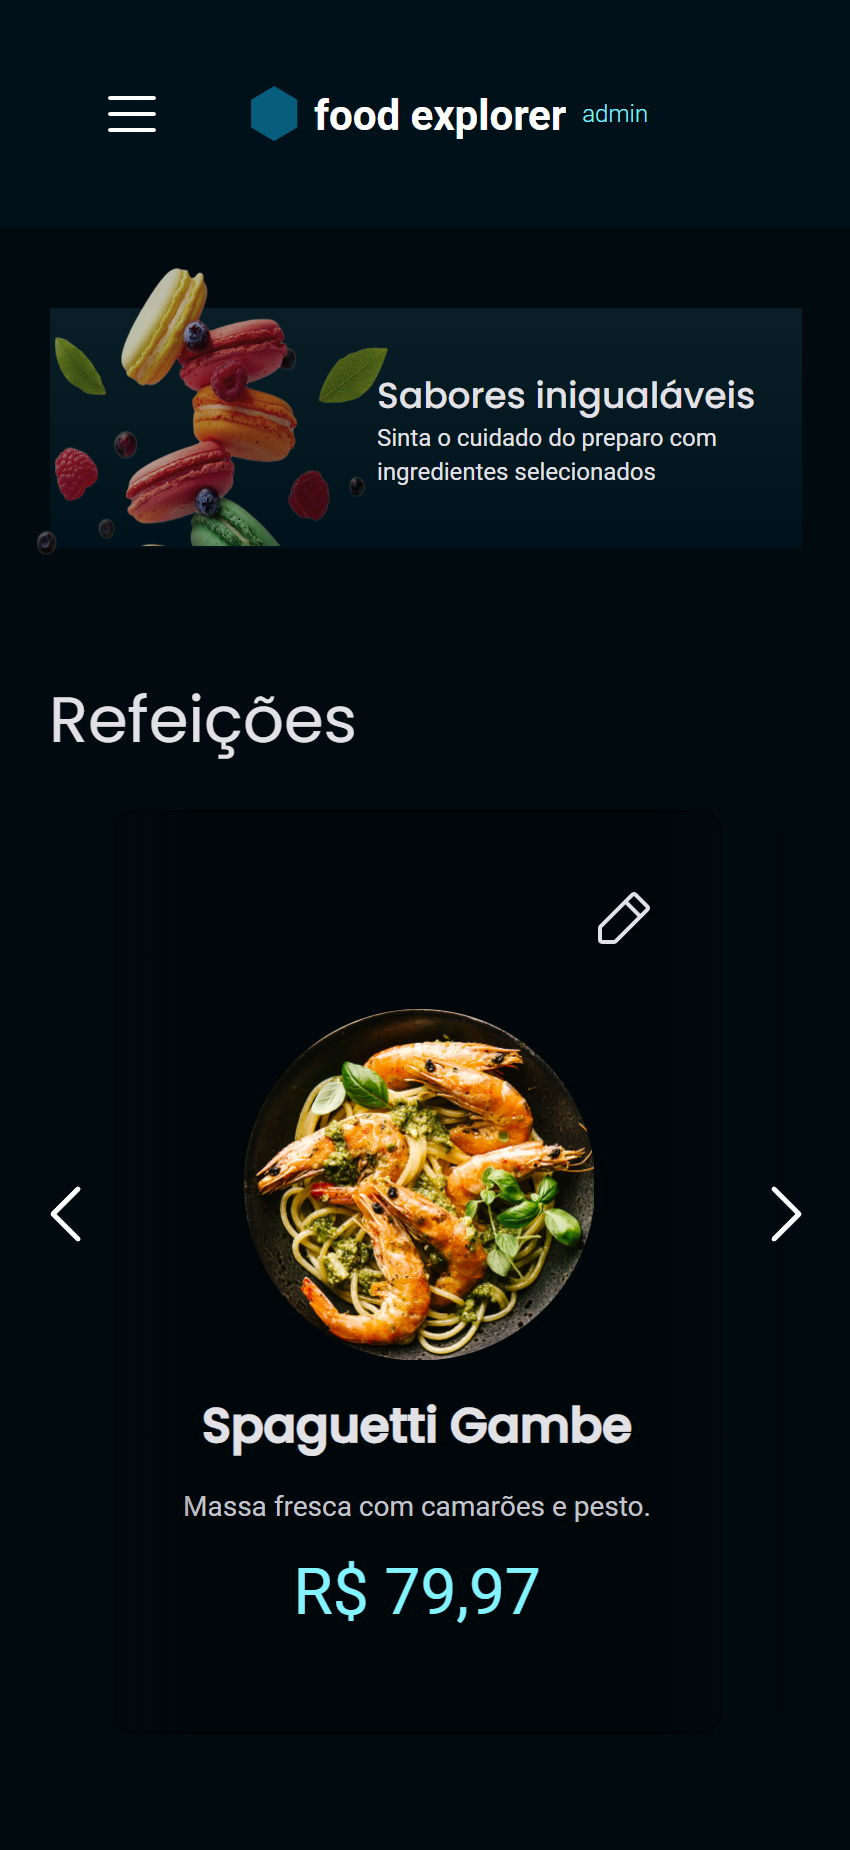 food explorer admin
Sabores inigualáveis
Sinta o cuidado do preparo com
ingredientes selecionados
Refeições
Spaguetti Gambe
Massa fresca com camarões e pesto.
R$ 79,97